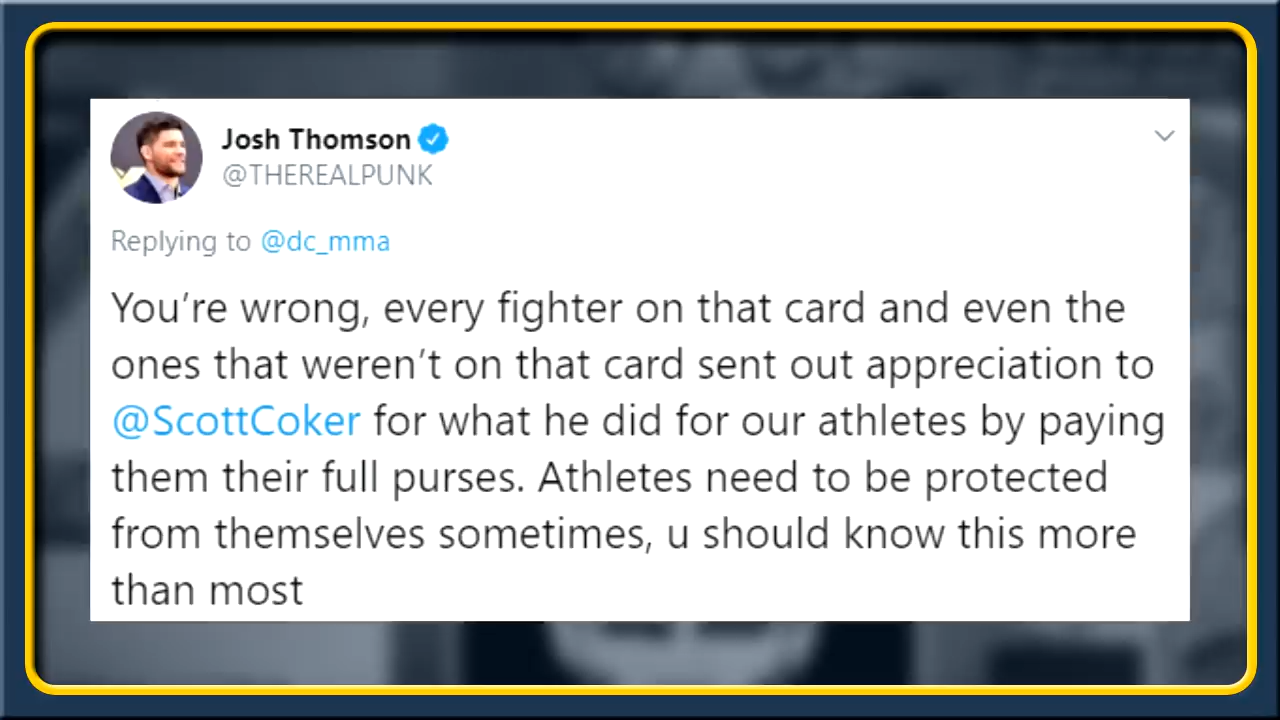 Josh Thomson
@THEREALPUNK
Replying to @dc_mma
You’re wrong, every fighter on that card and even the
ones that weren’t on that card sent out appreciation to
@ScottCoker for what he did for our athletes by paying
them their full purses. Athletes need to be protected
from themselves sometimes, u should know this more
than most